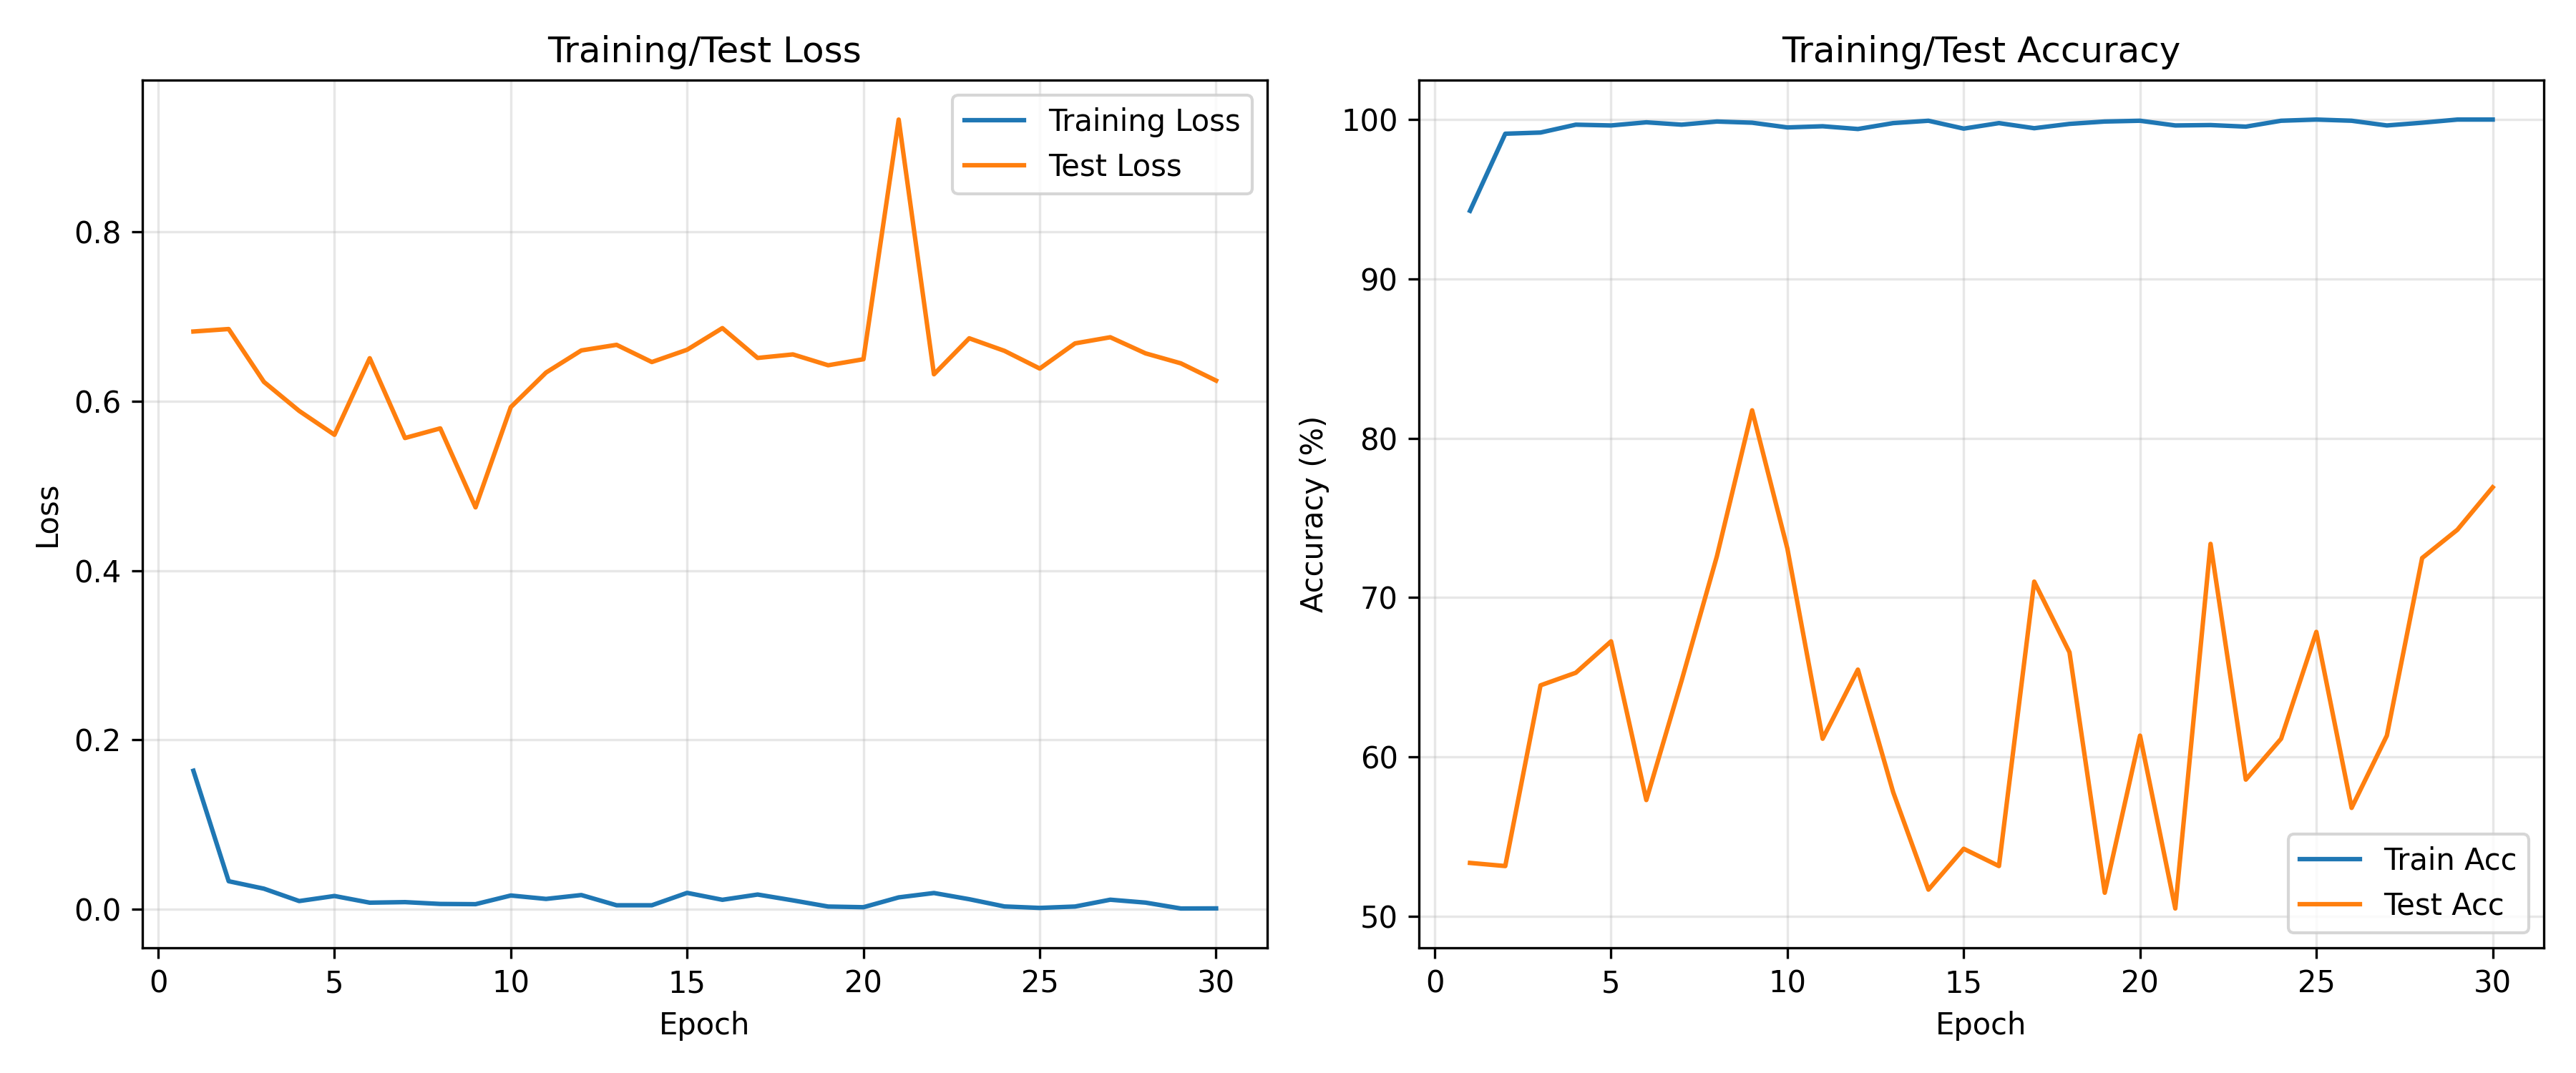 Training/Test Loss
Training Loss
Test Loss
0.8
0.6
0.4
0.2
0.0
Loss
0 5 10 15 20 25 30
Epoch
Training/Test Accuracy
100
90
80
70
60
50
Accuracy (%)
Train Acc
Test Acc
0 5 10 15 20 25 30
Epoch